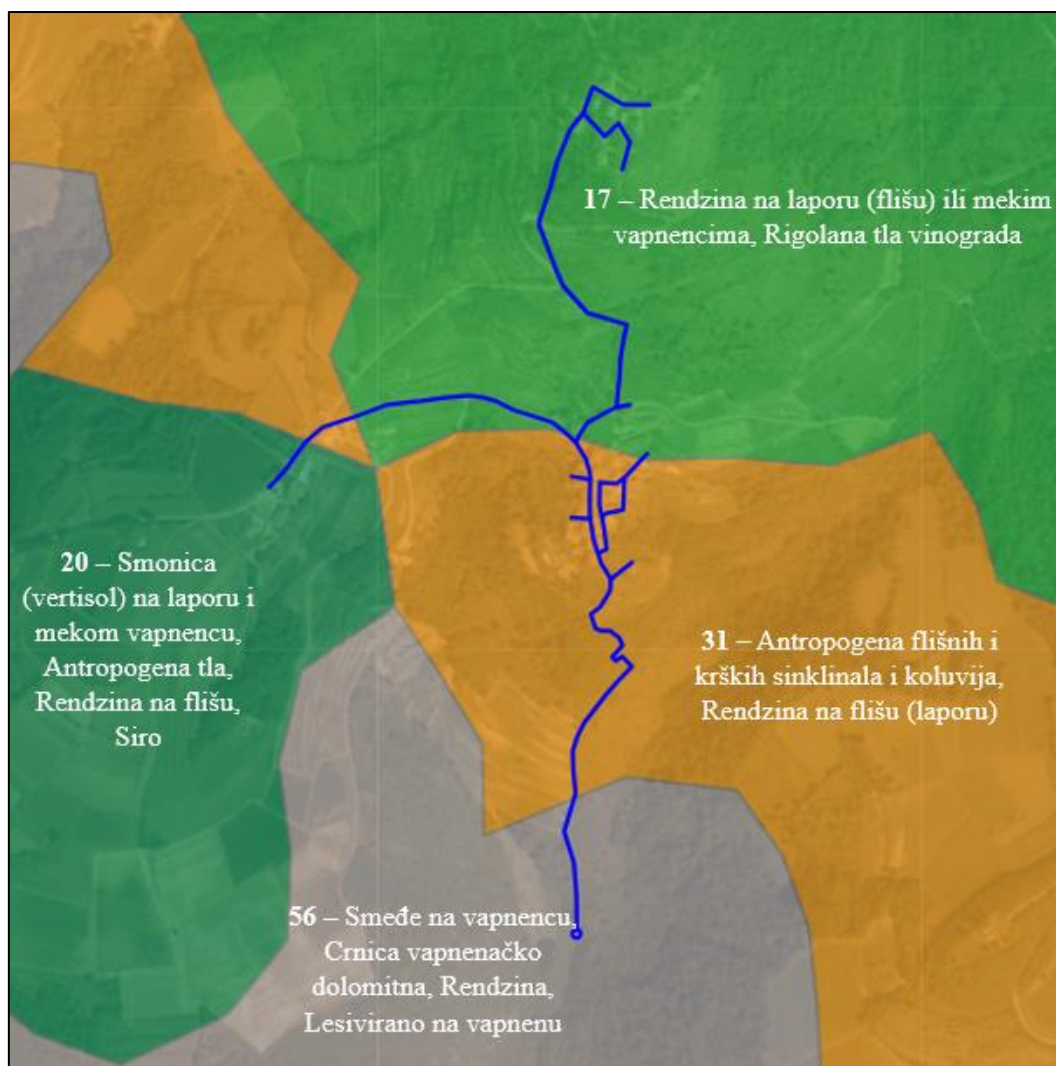 17 – Rendzina na laporu (flišu) ili mekim
vapnencima, Rigolana tla vinograda
20 – Smonica
(vertisol) na laporu i
mekom vapnencu,
Antropogena tla,
Rendzina na flišu,
Siro
31 – Antropogena flišnih i
krških sinklinala i koluvija,
Rendzina na flišu (laporu)
56 – Smeđe na vapnencu,
Crnica vapnenačko
dolomitna, Rendzina,
Lesivirano na vapnenu